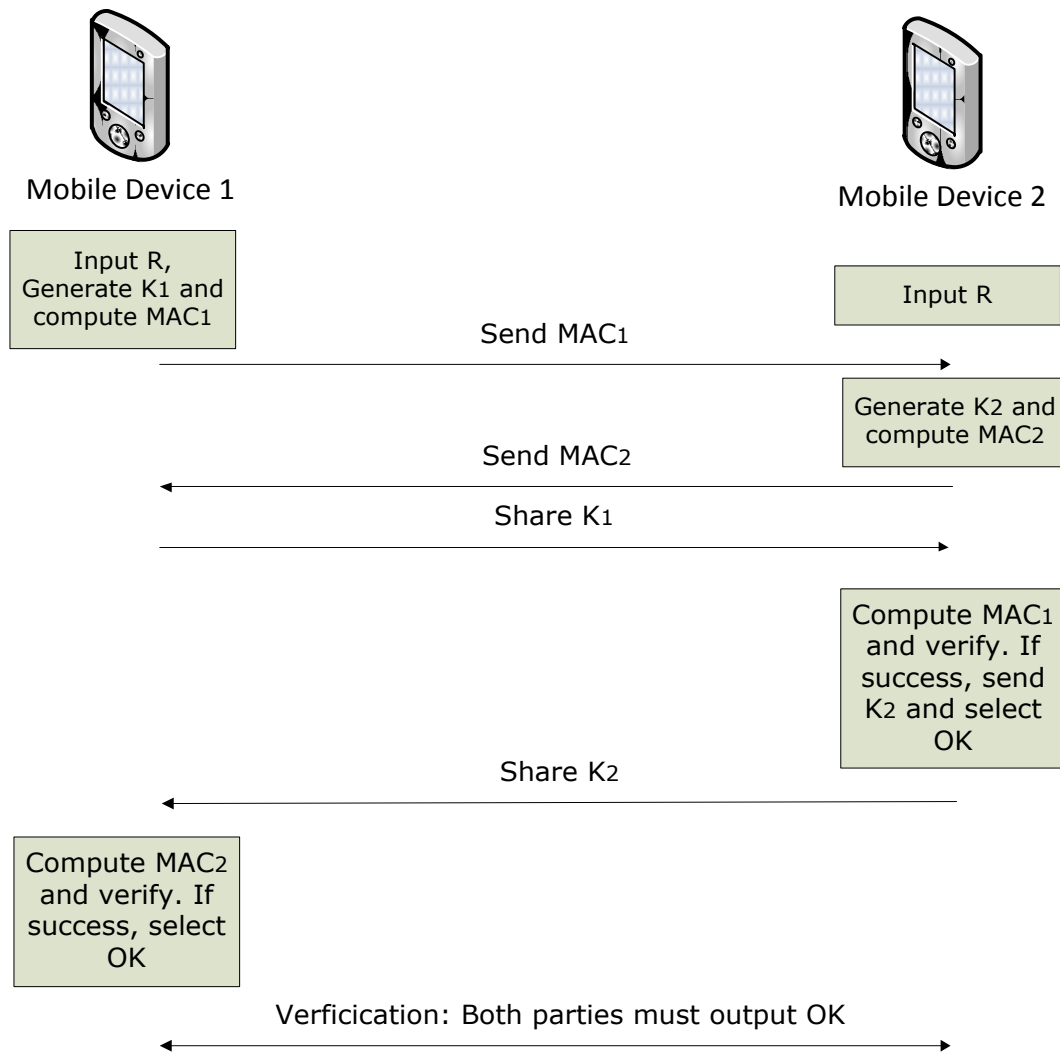 Mobile Device 1
Mobile Device 2
Input R,
Generate K1 and
compute MAC1
Input R
Send MAC1
Generate K2 and
compute MAC2
Send MAC2
Share K1
Compute MAC1
and verify. If
success, send
K2 and select
OK
Share K2
Compute MAC2
and verify. If
success, select
OK
Verficication: Both parties must output OK